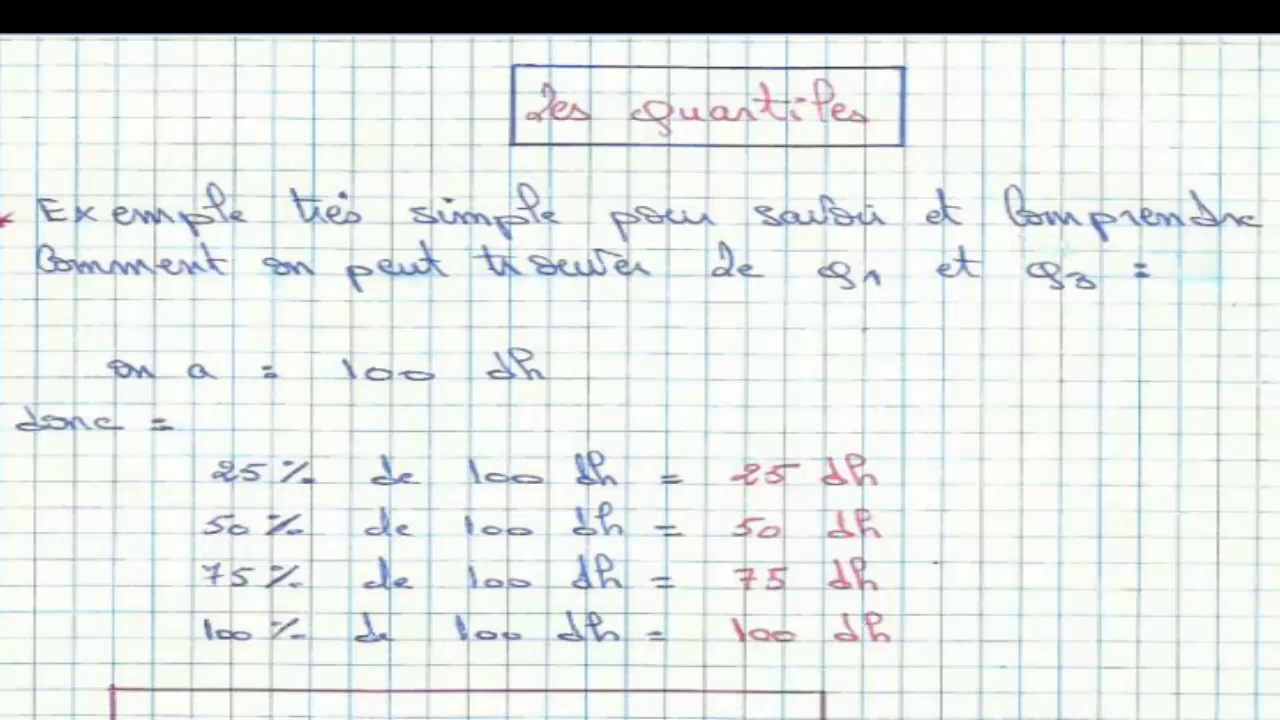 Les quantiles
* Exemple très simple pour savoir et Comprendre
Comment on peut trouver le Q1 et Q3 =
on a = 100 dh
donc =
25% de 100 dh = 25 dh
50% de 100 dh = 50 dh
75% de 100 dh = 75 dh
100% de 100 dh = 100 dh